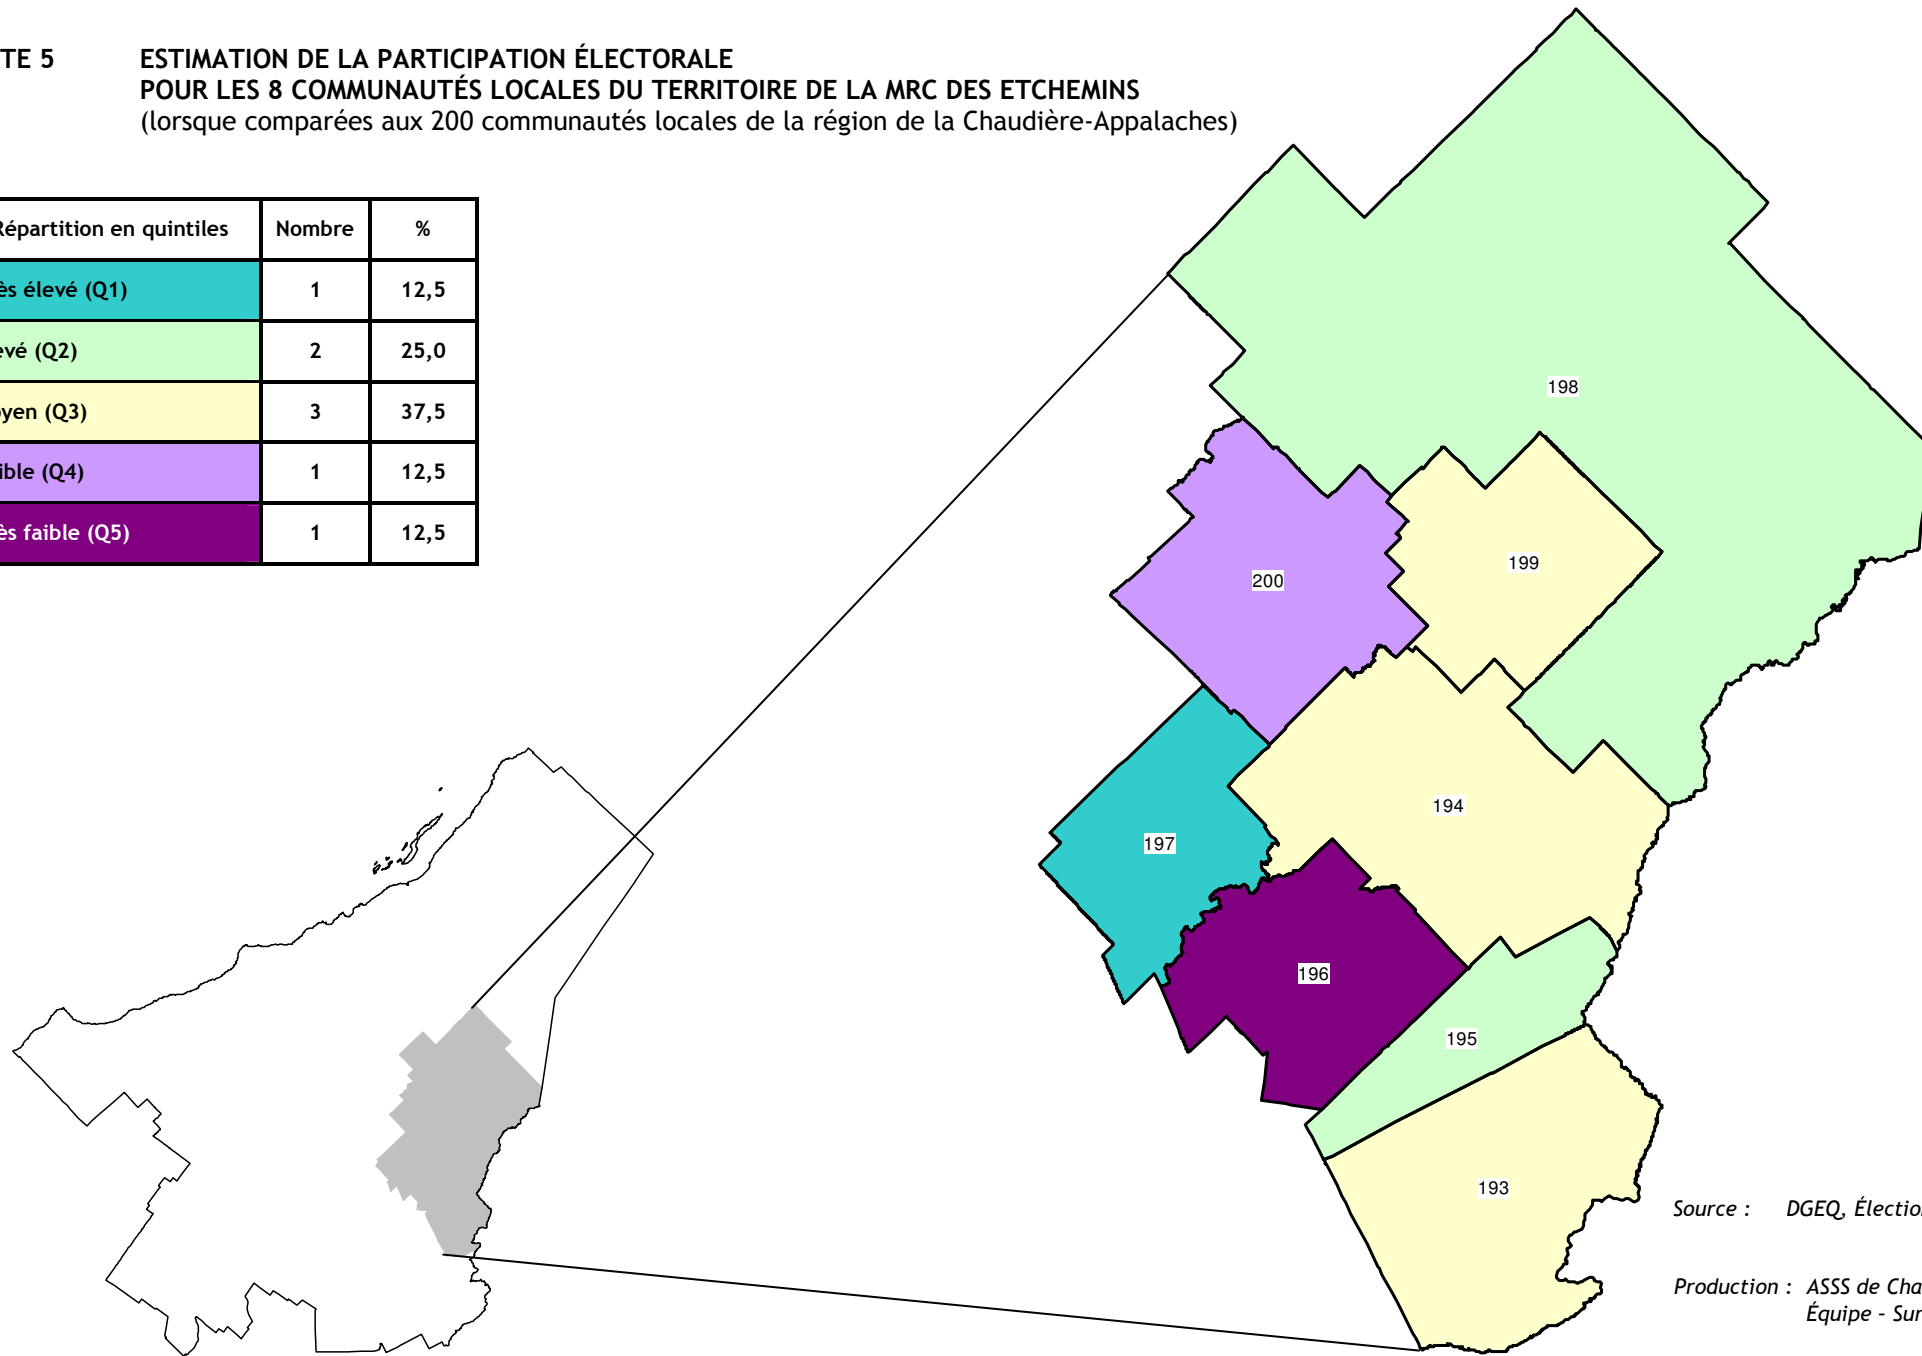 TE 5 ESTIMATION DE LA PARTICIPATION ÉLECTORALE
POUR LES 8 COMMUNAUTÉS LOCALES DU TERRITOIRE DE LA MRC DES ETCHEMINS
(lorsque comparées aux 200 communautés locales de la région de la Chaudière-Appalaches)
Répartition en quintiles Nombre %
ès élevé (Q1) 1 12,5
evé (Q2) 2 25,0
oyen (Q3) 3 37,5
ible (Q4) 1 12,5
ès faible (Q5) 1 12,5
198
199
200
194
197
196
195
193
Source : DGEQ, Élection
Production : ASSS de Cha
Équipe - Sur